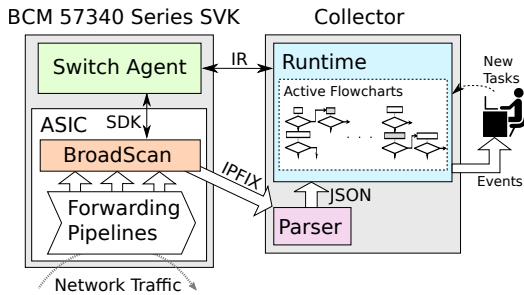 BCM 57340 Series SVK
Collector
Switch Agent
IR
Runtime
Active Flowcharts
New
Tasks
ASIC
SDK
BroadScan
IPFIX
Forwarding
Pipelines
JSON
Parser
Events
Network Traffic